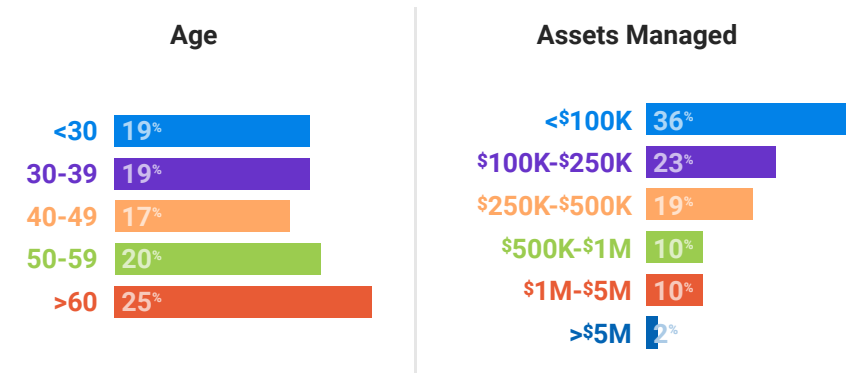 Age
<30 19%
30-39 19%
40-49 17%
50-59 20%
>60 25%
Assets Managed
<$100K 36%
$100K-$250K 23%
$250K-$500K 19%
$500K-$1M 10%
$1M-$5M 10%
>$5M 2%